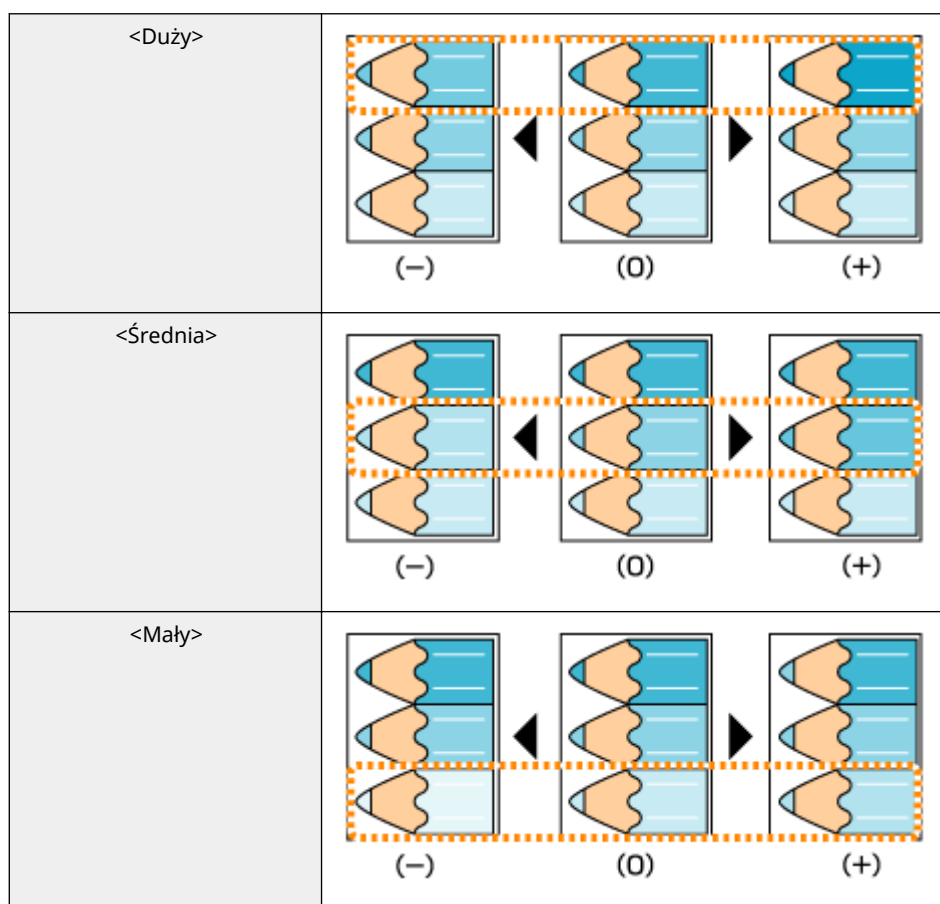 <Duży>
(−) (0) (+)
<Średnia>
(−) (0) (+)
<Mały>
(−) (0) (+)